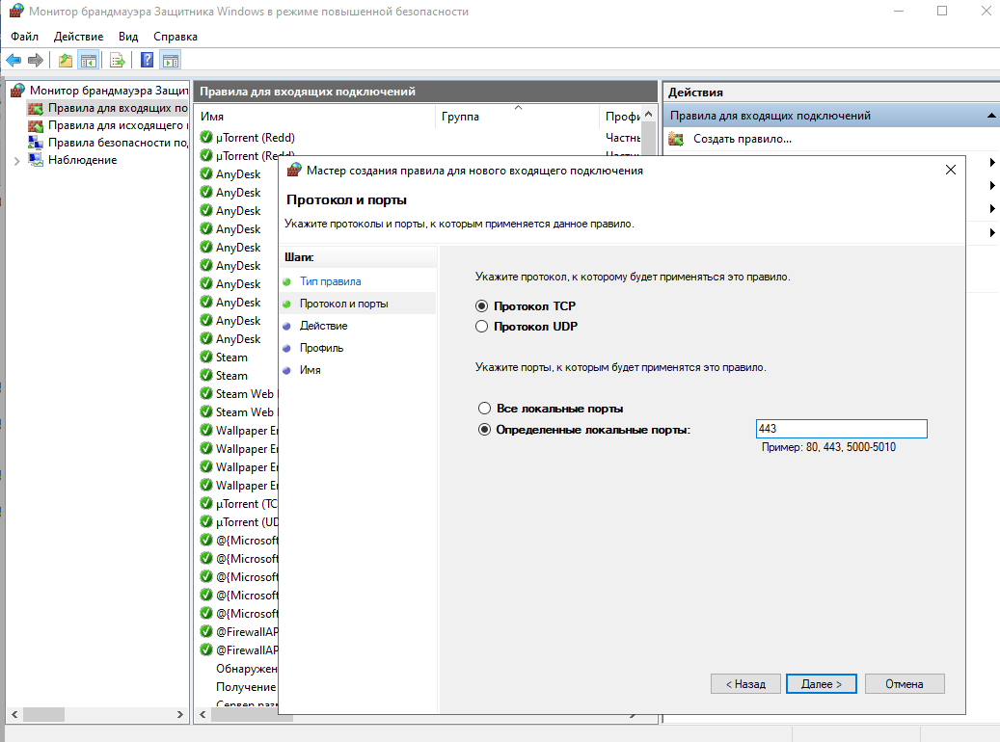 Монитор брандмауэра Защитника Windows в режиме повышенной безопасности
Файл Действие Вид Справка
Монитор брандмауэра Защит
Правила для входящих по
Правила для исходящего
Правила безопасности по
Наблюдение
Правила для входящих подключений
Имя Группа Профи
µTorrent (Redd) Частнь
µTorrent (Redd)
AnyDesk
AnyDesk
AnyDesk
AnyDesk
AnyDesk
AnyDesk
AnyDesk
AnyDesk
AnyDesk
AnyDesk
Steam
Steam
Steam Web
Steam Web
Wallpaper En
Wallpaper En
Wallpaper En
Wallpaper En
µTorrent (TC
µTorrent (UD
@{Microsoft
@{Microsoft
@{Microsoft
@{Microsoft
@{Microsoft
@FirewallAP
@FirewallAP
Обнаружен
Получение
Сервер раз
Действия
Правила для входящих подключений
Создать правило...
Мастер создания правила для нового входящего подключения
Протокол и порты
Укажите протоколы и порты, к которым применяется данное правило.
Шаги:
Тип правила
Протокол и порты
Действие
Профиль
Имя
Укажите протокол, к которому будет применяться это правило.
Протокол TCP
Протокол UDP
Укажите порты, к которым будет применятся это правило.
Все локальные порты
Определенные локальные порты: 443
Пример: 80, 443, 5000-5010
< Назад Далее > Отмена